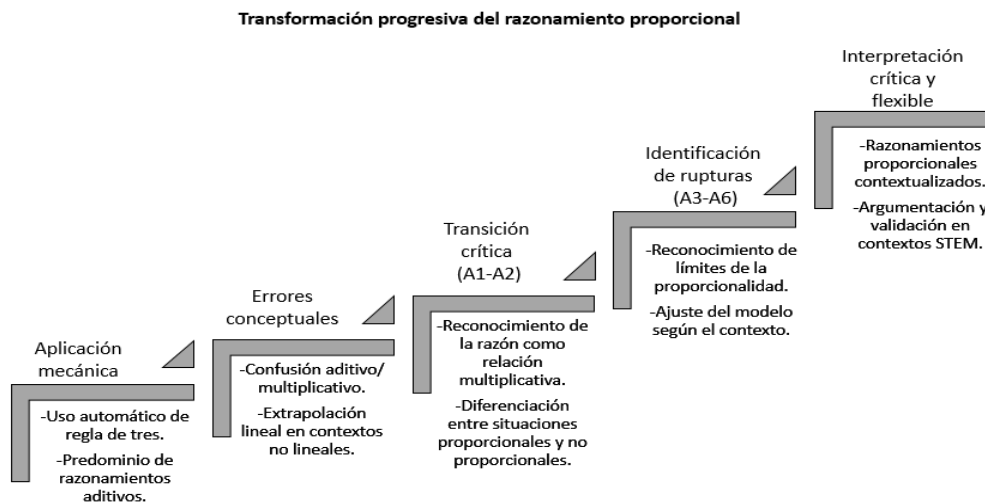 Transformación progresiva del razonamiento proporcional
Aplicación
mecánica
-Uso automático de
regla de tres.
-Predominio de
razonamientos
aditivos.
Errores
conceptuales
-Confusión aditivo/
multiplicativo.
-Extrapolación
lineal en contextos
no lineales.
Transición
crítica
(A1-A2)
-Reconocimiento de
la razón como
relación
multiplicativa.
-Diferenciación
entre situaciones
proporcionales y no
proporcionales.
Identificación
de rupturas
(A3-A6)
-Reconocimiento de
límites de la
proporcionalidad.
-Ajuste del modelo
según el contexto.
Interpretación
crítica y
flexible
-Razonamientos
proporcionales
contextualizados.
-Argumentación y
validación en
contextos STEM.